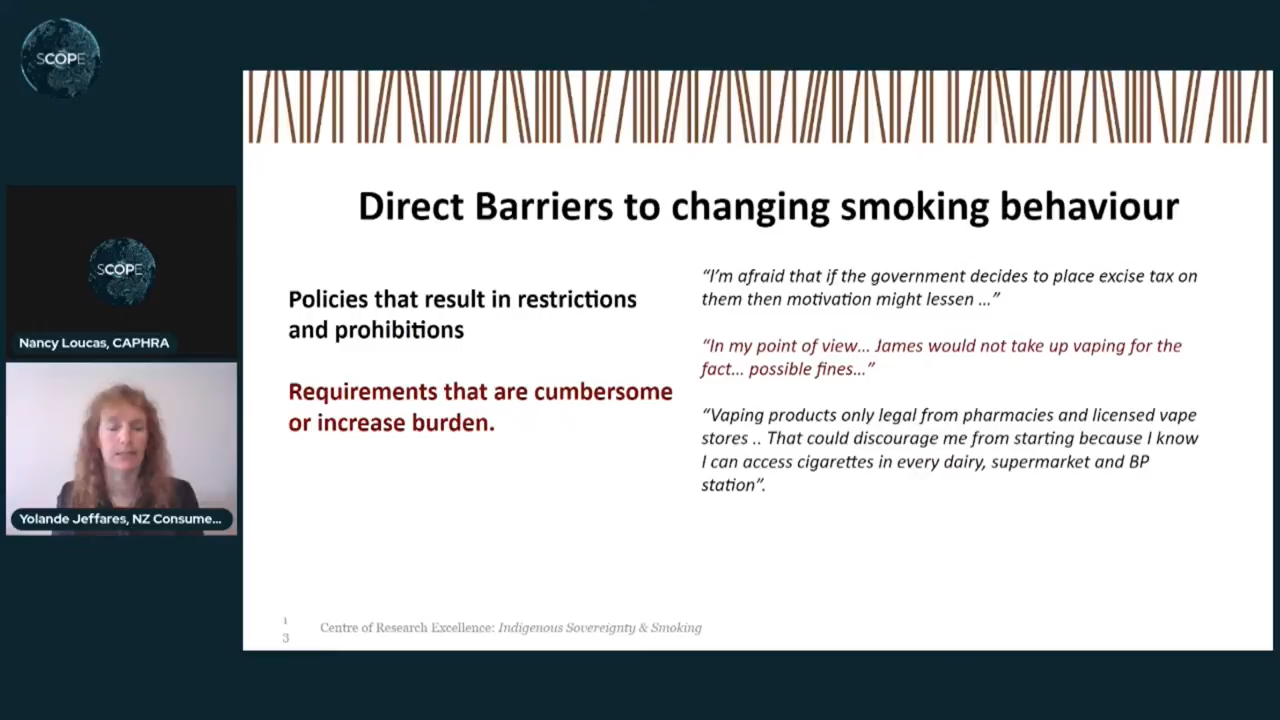 SCOPE
SCOPE
Nancy Loucas, CAPHRA
Yolande Jeffares, NZ Consume...
Direct Barriers to changing smoking behaviour
Policies that result in restrictions
and prohibitions
Requirements that are cumbersome
or increase burden.
“I’m afraid that if the government decides to place excise tax on
them then motivation might lessen ...”
“In my point of view... James would not take up vaping for the
fact... possible fines...”
“Vaping products only legal from pharmacies and licensed vape
stores .. That could discourage me from starting because I know
I can access cigarettes in every dairy, supermarket and BP
station”.
1
3
Centre of Research Excellence: Indigenous Sovereignty & Smoking